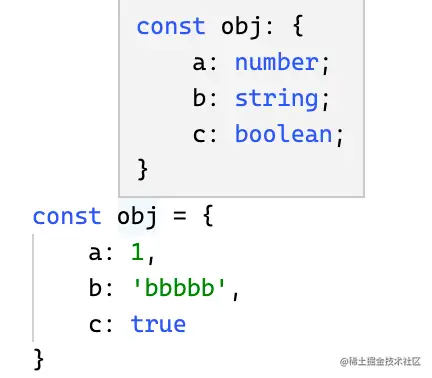 const obj: {
    a: number;
    b: string;
    c: boolean;
}
const obj = {
    a: 1,
    b: 'bbbbb',
    c: true
}
@稀土掘金技术社区